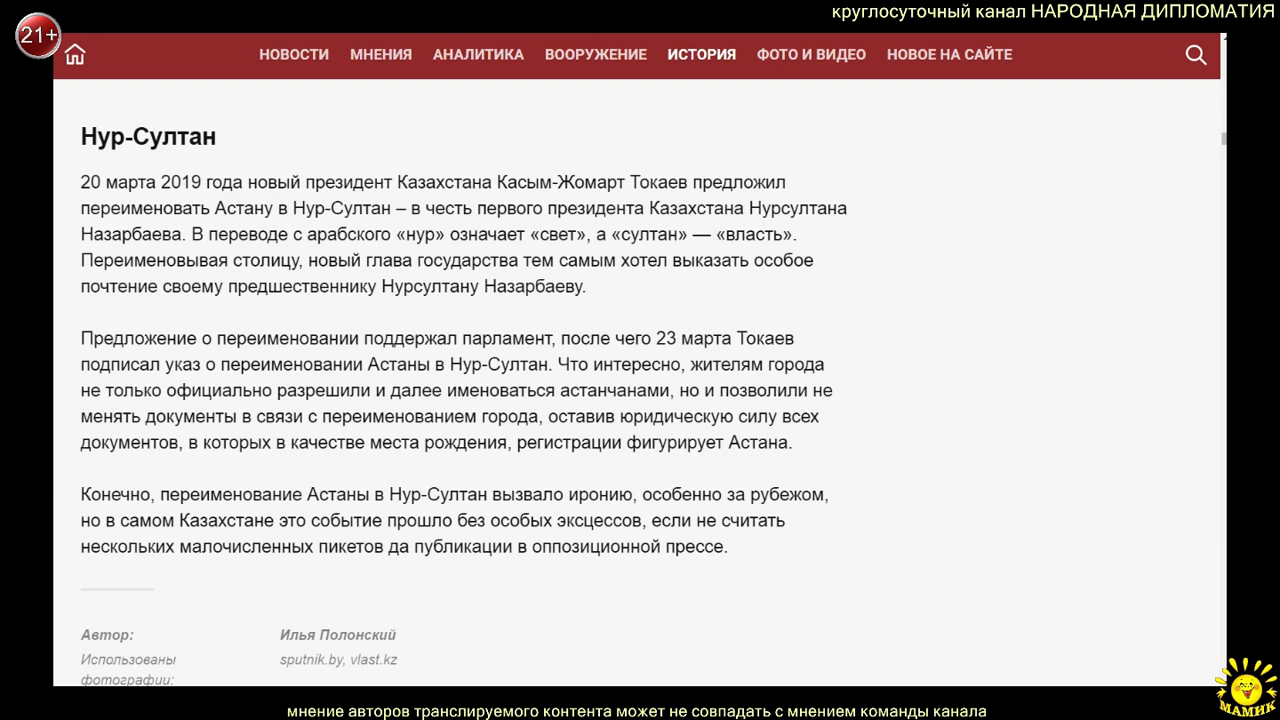 круглосуточный канал НАРОДНАЯ ДИПЛОМАТИЯ
21+
НОВОСТИ МНЕНИЯ АНАЛИТИКА ВООРУЖЕНИЕ ИСТОРИЯ ФОТО И ВИДЕО НОВОЕ НА САЙТЕ
Нур-Султан
20 марта 2019 года новый президент Казахстана Касым-Жомарт Токаев предложил
переименовать Астану в Нур-Султан – в честь первого президента Казахстана Нурсултана
Назарбаева. В переводе с арабского «нур» означает «свет», а «султан» — «власть».
Переименовывая столицу, новый глава государства тем самым хотел выказать особое
почтение своему предшественнику Нурсултану Назарбаеву.
Предложение о переименовании поддержал парламент, после чего 23 марта Токаев
подписал указ о переименовании Астаны в Нур-Султан. Что интересно, жителям города
не только официально разрешили и далее именоваться астанчанами, но и позволили не
менять документы в связи с переименованием города, оставив юридическую силу всех
документов, в которых в качестве места рождения, регистрации фигурирует Астана.
Конечно, переименование Астаны в Нур-Султан вызвало иронию, особенно за рубежом,
но в самом Казахстане это событие прошло без особых эксцессов, если не считать
нескольких малочисленных пикетов да публикации в оппозиционной прессе.
Автор: Илья Полонский
Использованы sputnik.by, vlast.kz
фотографии:
МАМИК
мнение авторов транслируемого контента может не совпадать с мнением команды канала